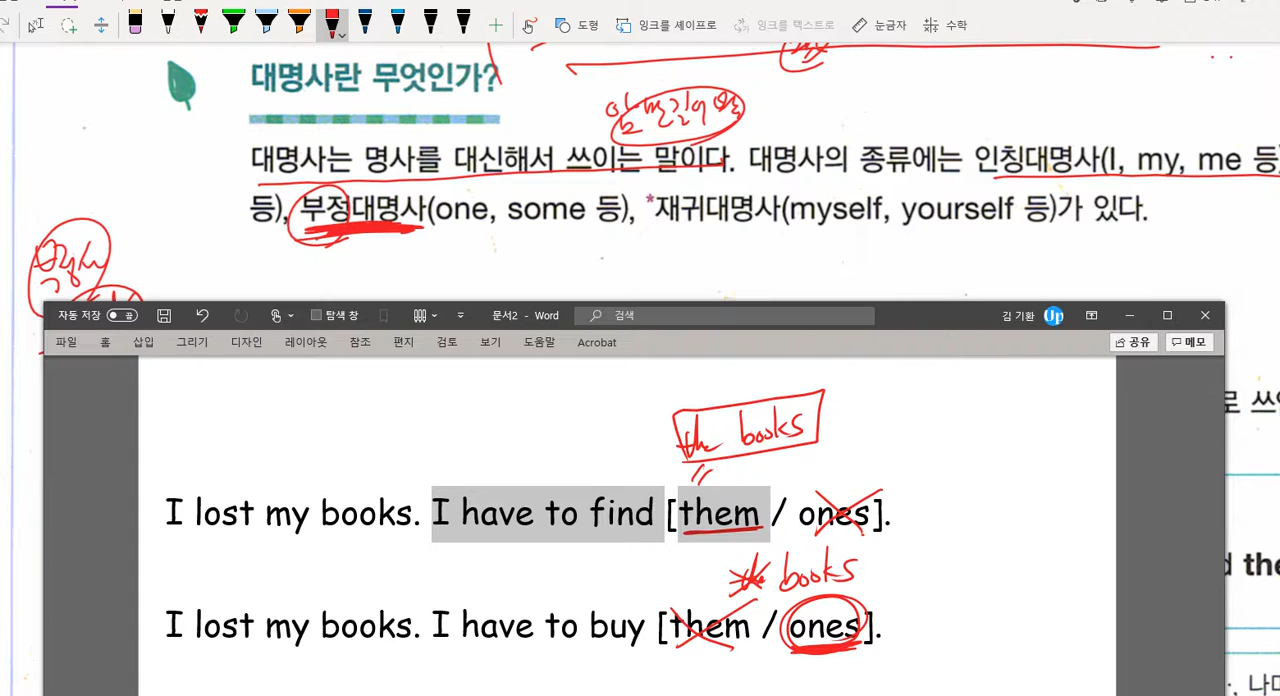 도형 잉크를 셰이프로 잉크를 텍스트로 눈금자 수학
대명사란 무엇인가?
대명사는 명사를 대신해서 쓰이는 말이다. 대명사의 종류에는 인칭대명사(I, my, me 등)
등), 부정대명사(one, some 등), *재귀대명사(myself, yourself 등)가 있다.
자동 저장 끔 탐색 창 문서2 - Word 검색 김 기환 Up
파일 홈 삽입 그리기 디자인 레이아웃 참조 편지 검토 보기 도움말 Acrobat 공유 메모
the books
I lost my books. I have to find [them / ones].
the books
I lost my books. I have to buy [them / ones].
로 쓰
d the